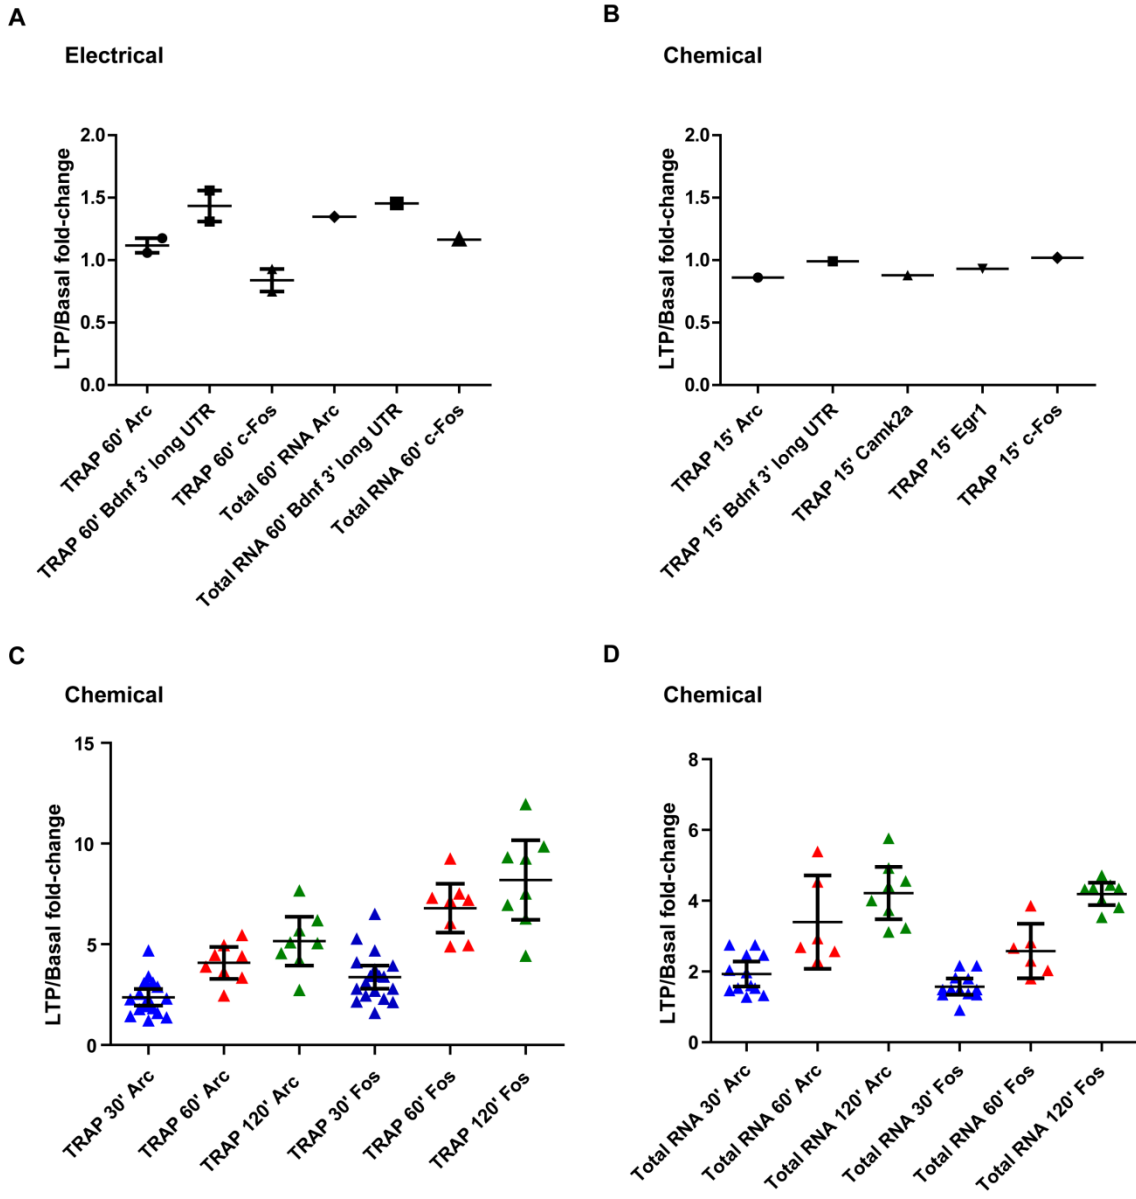 A
Electrical
LTP/Basal fold-change
2.0
1.5
1.0
0.5
0.0
TRAP 60' Arc
TRAP 60' Bdnf 3' long UTR
TRAP 60' c-Fos
Total 60' RNA Arc
Total RNA 60' Bdnf 3' long UTR
Total RNA 60' c-Fos
B
Chemical
LTP/Basal fold-change
2.0
1.5
1.0
0.5
0.0
TRAP 15' Arc
TRAP 15' Bdnf 3' long UTR
TRAP 15' Camk2a
TRAP 15' Egr1
TRAP 15' c-Fos
C
Chemical
LTP/Basal fold-change
15
10
5
0
TRAP 30' Arc
TRAP 60' Arc
TRAP 120' Arc
TRAP 30' Fos
TRAP 60' Fos
TRAP 120' Fos
D
Chemical
LTP/Basal fold-change
8
6
4
2
0
Total RNA 30' Arc
Total RNA 60' Arc
Total RNA 120' Arc
Total RNA 30' Fos
Total RNA 60' Fos
Total RNA 120' Fos